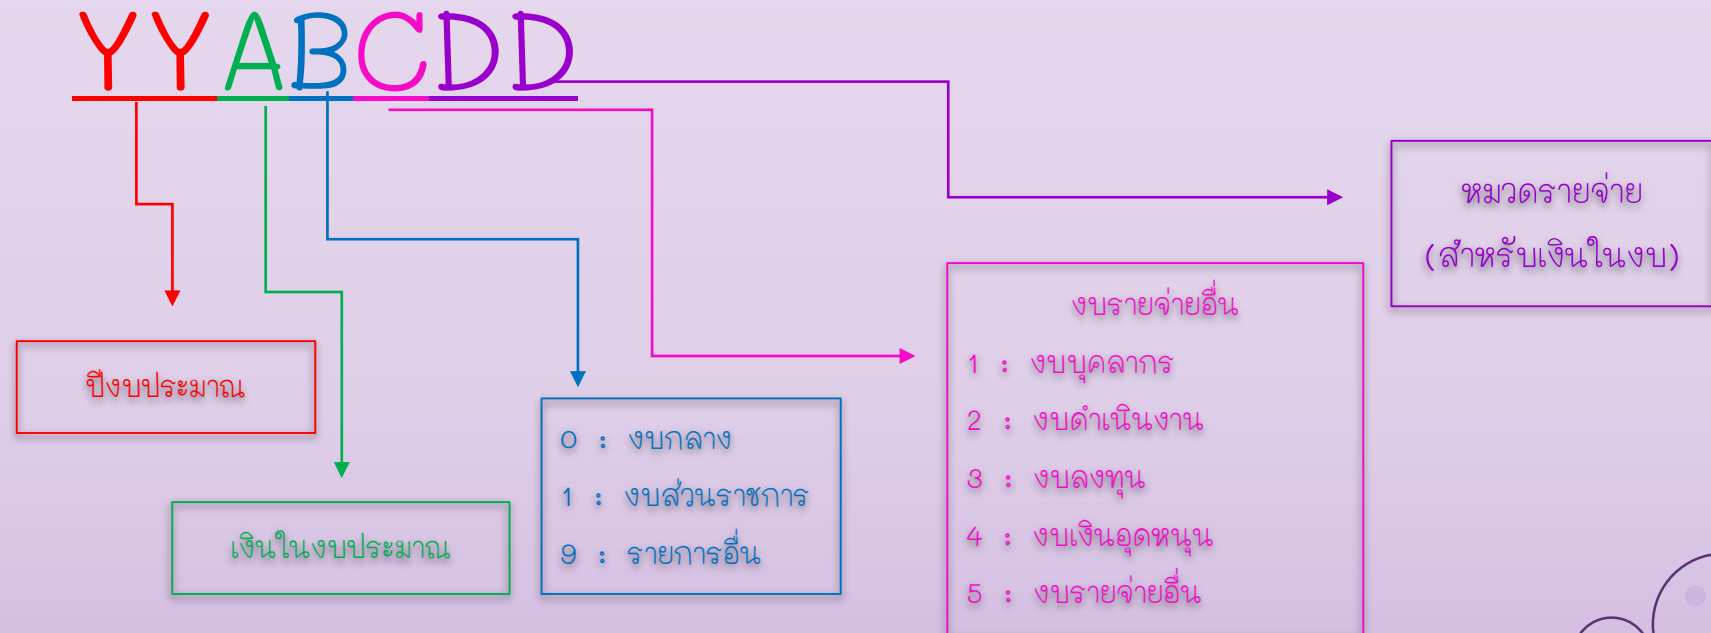 YYABCDD
หมวดรายจ่าย
(สำหรับเงินในงบ)
งบรายจ่ายอื่น
1 : งบบุคลากร
2 : งบดำเนินงาน
3 : งบลงทุน
4 : งบเงินอุดหนุน
5 : งบรายจ่ายอื่น
ปีงบประมาณ
0 : งบกลาง
1 : งบส่วนราชการ
9 : รายการอื่น
เงินในงบประมาณ